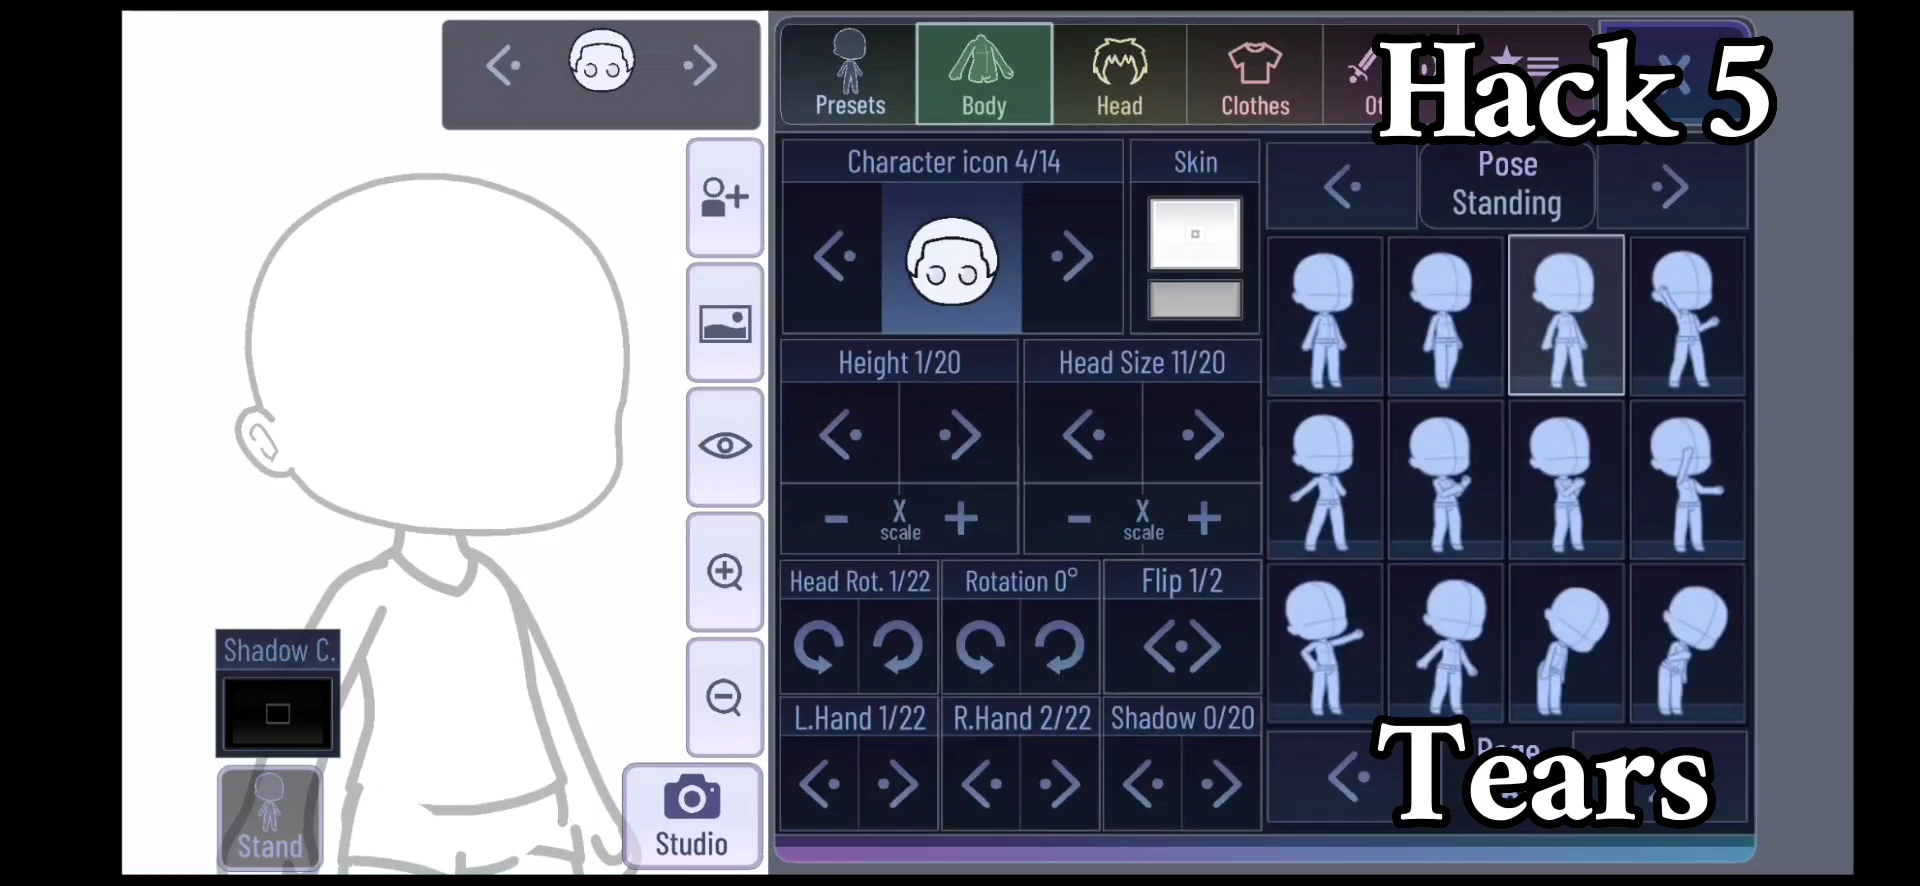 Hack 5
Presets
Body
Head
Clothes
Character icon 4/14
Skin
Pose
Standing
Height 1/20
Head Size 11/20
X
scale
X
scale
Head Rot. 1/22
Rotation 0°
Flip 1/2
L.Hand 1/22
R.Hand 2/22
Shadow 0/20
Shadow C.
Stand
Studio
Page
Tears